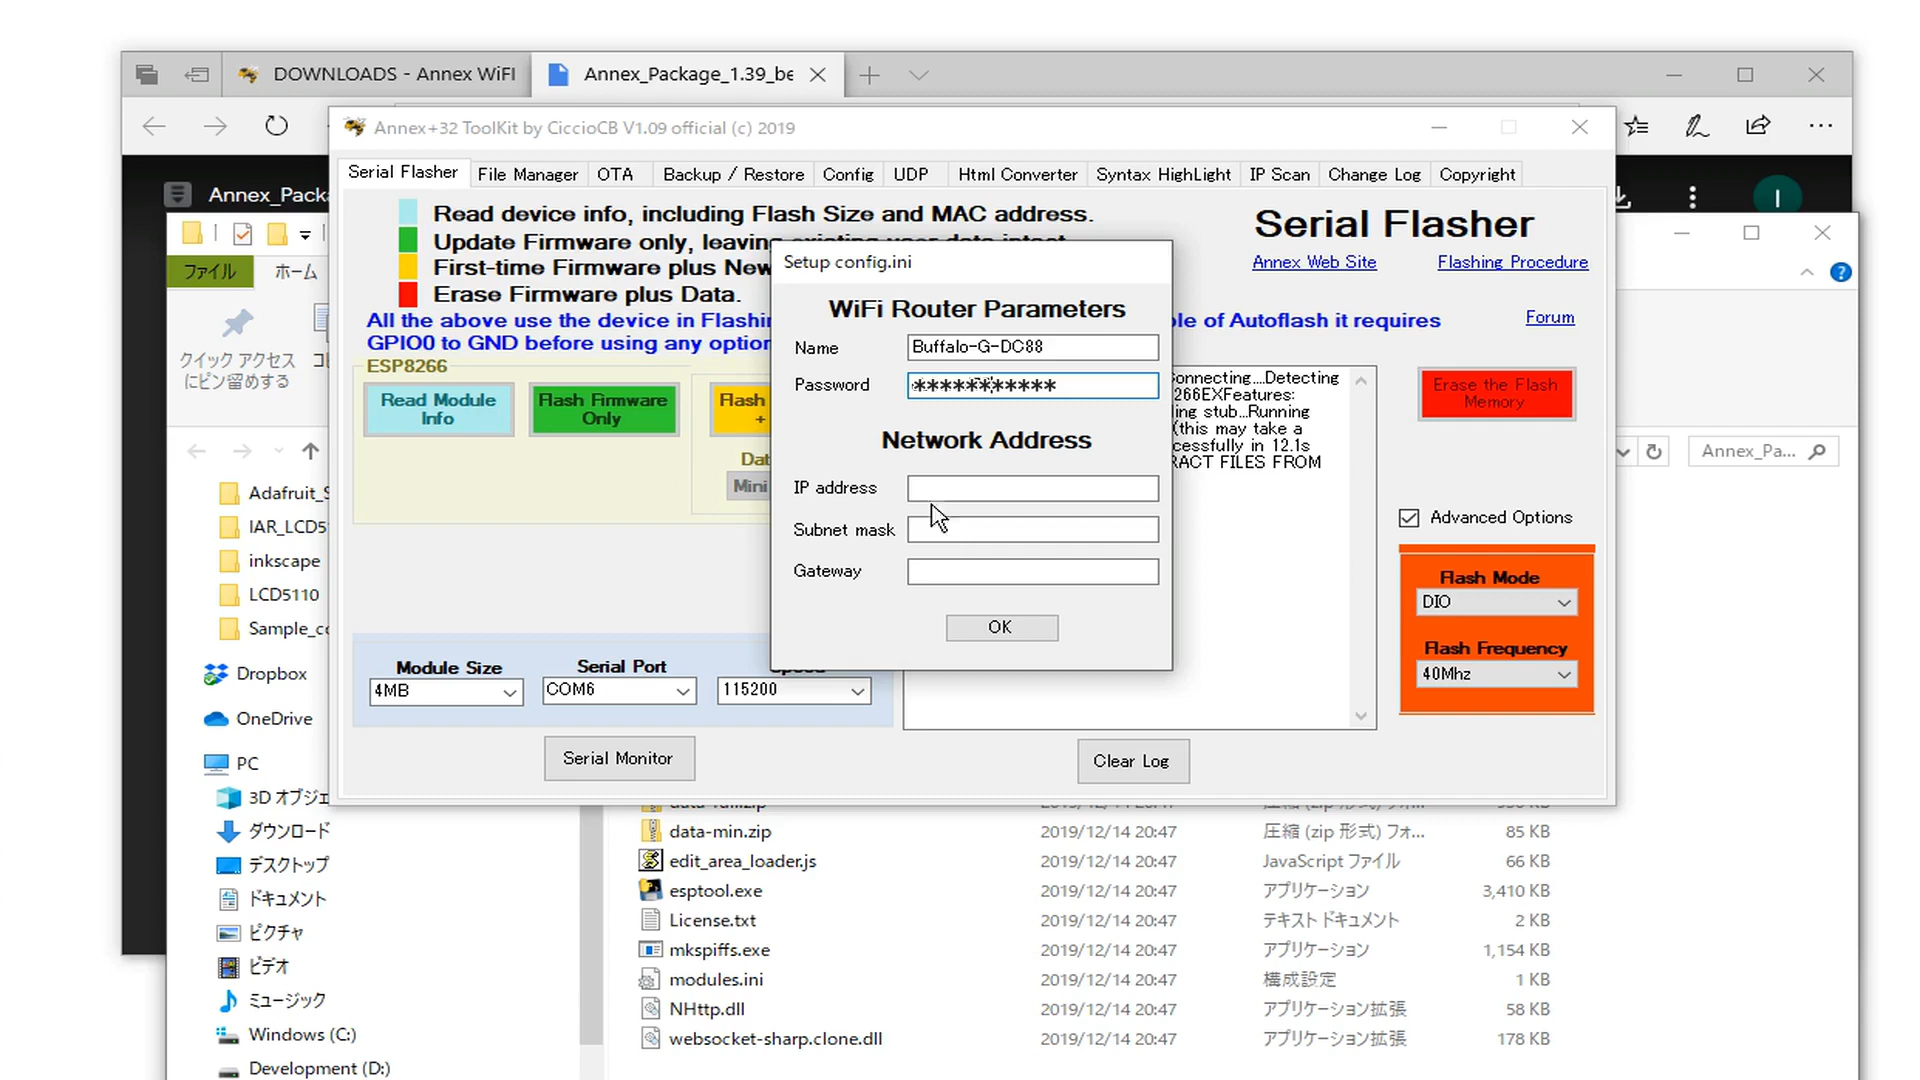 DOWNLOADS - Annex WiFI
Annex_Package_1.39_be
Annex+32 ToolKit by CiccioCB V1.09 official (c) 2019
Serial Flasher
File Manager
OTA
Backup / Restore
Config
UDP
Html Converter
Syntax HighLight
IP Scan
Change Log
Copyright
Annex_Pack
Read device info, including Flash Size and MAC address.
Update Firmware only, leaving existing user data intact.
First-time Firmware plus New
Erase Firmware plus Data.
All the above use the device in Flashi
ole of Autoflash it requires
GPIO0 to GND before using any option
Serial Flasher
Annex Web Site
Flashing Procedure
Forum
ファイル
ホーム
クイック アクセス
にピン留めする
ESP8266
Read Module
Info
Flash Firmware
Only
Flash
+
Dat
Mini
Setup config.ini
WiFi Router Parameters
Name
Buffalo-G-DC88
Password
***********
Network Address
IP address
Subnet mask
Gateway
OK
onnecting....Detecting
266EXFeatures:
ing stub...Running
(this may take a
cessfully in 12.1s
RACT FILES FROM
Erase the Flash
Memory
Annex_Pa...
Advanced Options
Flash Mode
DIO
Flash Frequency
40Mhz
Module Size
4MB
Serial Port
COM6
Speed
115200
Serial Monitor
Clear Log
Adafruit_S
IAR_LCD5
inkscape
LCD5110
Sample_co
Dropbox
OneDrive
PC
3D オブジェ
ダウンロード
デスクトップ
ドキュメント
ピクチャ
ビデオ
ミュージック
Windows (C:)
Development (D:)
data-min.zip 2019/12/14 20:47 圧縮 (zip 形式) フォ... 85 KB
edit_area_loader.js 2019/12/14 20:47 JavaScript ファイル 66 KB
esptool.exe 2019/12/14 20:47 アプリケーション 3,410 KB
License.txt 2019/12/14 20:47 テキスト ドキュメント 2 KB
mkspiffs.exe 2019/12/14 20:47 アプリケーション 1,154 KB
modules.ini 2019/12/14 20:47 構成設定 1 KB
NHttp.dll 2019/12/14 20:47 アプリケーション拡張 58 KB
websocket-sharp.clone.dll 2019/12/14 20:47 アプリケーション拡張 178 KB